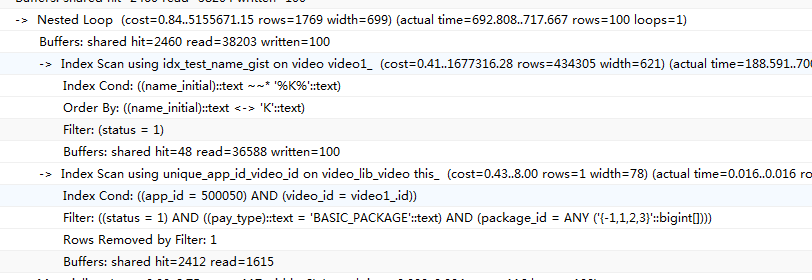 -> Nested Loop (cost=0.84..5155671.15 rows=1769 width=699) (actual time=692.808..717.667 rows=100 loops=1)
Buffers: shared hit=2460 read=38203 written=100
-> Index Scan using idx_test_name_gist on video video1_ (cost=0.41..1677316.28 rows=434305 width=621) (actual time=188.591..70
Index Cond: ((name_initial)::text ~~* '%K%'::text)
Order By: ((name_initial)::text <-> 'K'::text)
Filter: (status = 1)
Buffers: shared hit=48 read=36588 written=100
-> Index Scan using unique_app_id_video_id on video_lib_video this_ (cost=0.43..8.00 rows=1 width=78) (actual time=0.016..0.016 ro
Index Cond: ((app_id = 500050) AND (video_id = video1_.id))
Filter: ((status = 1) AND ((pay_type)::text = 'BASIC_PACKAGE'::text) AND (package_id = ANY ('{-1,1,2,3}'::bigint[])))
Rows Removed by Filter: 1
Buffers: shared hit=2412 read=1615